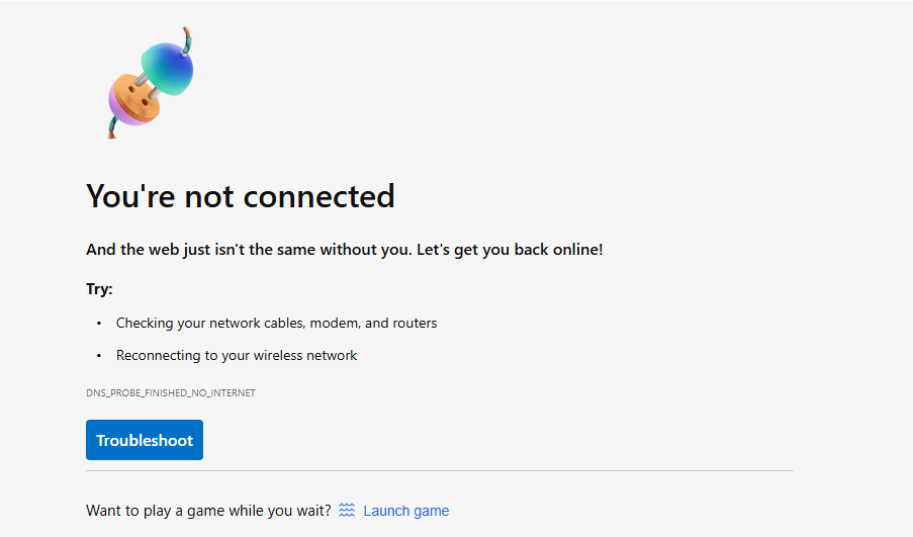 You're not connected
And the web just isn't the same without you. Let's get you back online!
Try:
• Checking your network cables, modem, and routers
• Reconnecting to your wireless network
DNS_PROBE_FINISHED_NO_INTERNET
Troubleshoot
Want to play a game while you wait? Launch game